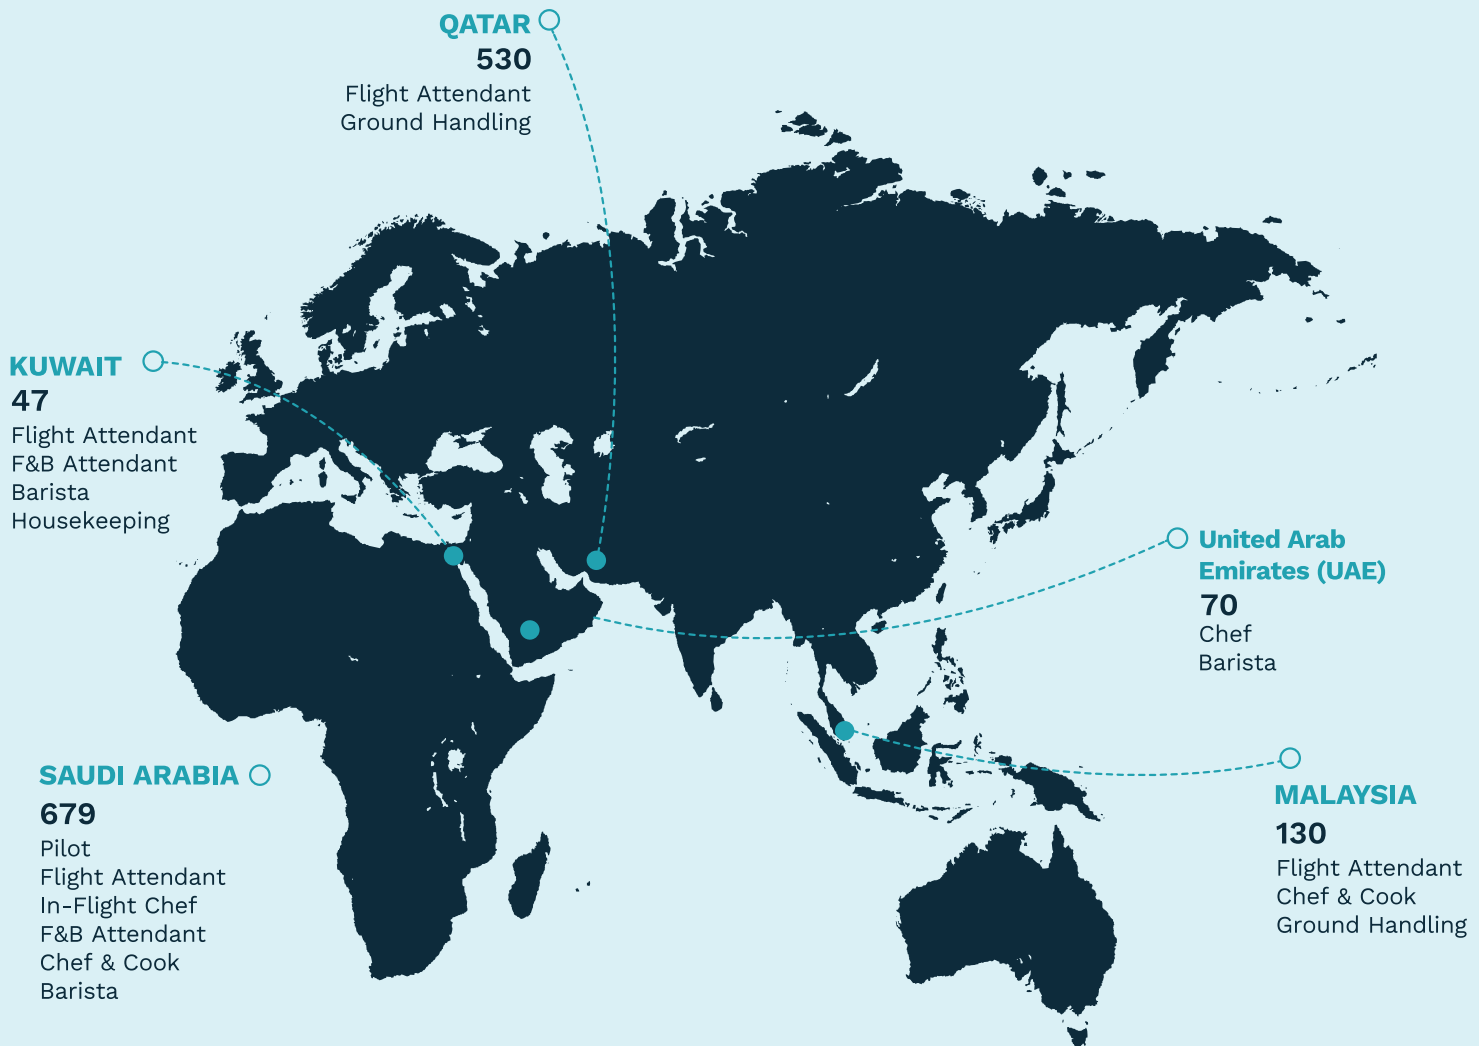 QATAR
530
Flight Attendant
Ground Handling
KUWAIT
47
Flight Attendant
F&B Attendant
Barista
Housekeeping
United Arab
Emirates (UAE)
70
Chef
Barista
SAUDI ARABIA
679
Pilot
Flight Attendant
In-Flight Chef
F&B Attendant
Chef & Cook
Barista
MALAYSIA
130
Flight Attendant
Chef & Cook
Ground Handling